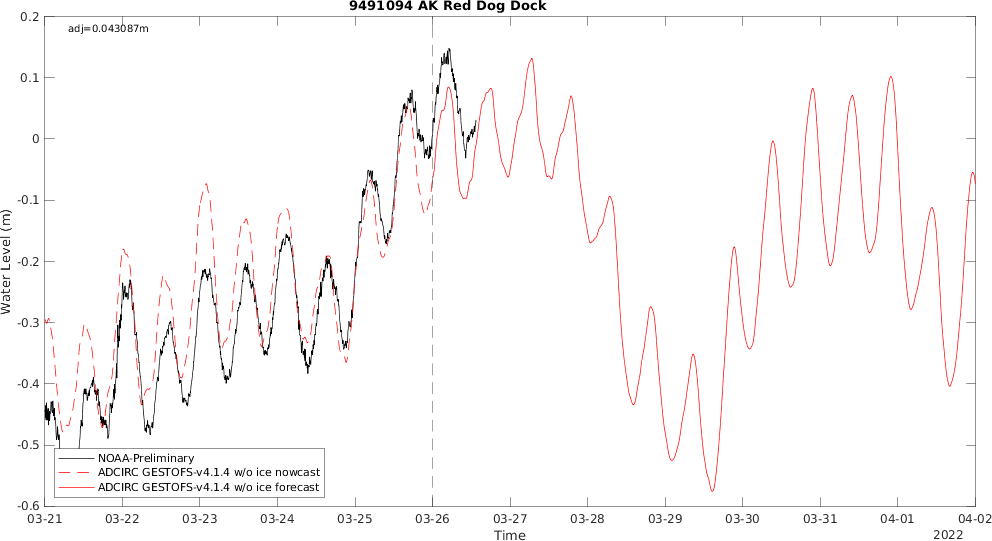 9491094 AK Red Dog Dock
adj=0.043087m
0.2
0.1
0
-0.1
-0.2
-0.3
-0.4
-0.5
-0.6
Water Level (m)
NOAA-Preliminary
ADCIRC GESTOFS-v4.1.4 w/o ice nowcast
ADCIRC GESTOFS-v4.1.4 w/o ice forecast
03-21 03-22 03-23 03-24 03-25 03-26 03-27 03-28 03-29 03-30 03-31 04-01 04-02
Time
2022